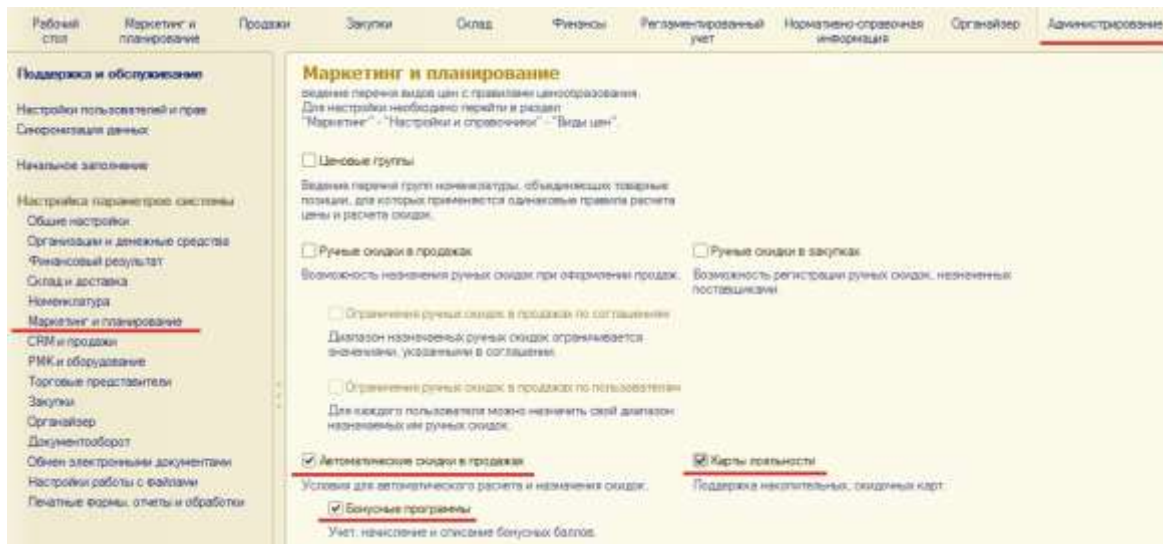 Рабочий стол
Маркетинг и планирование
Продажи
Закупки
Склад
Финансы
Регламентированный учет
Нормативно-справочная информация
Органайзер
Администрирование
Поддержка и обслуживание
Настройки пользователей и прав
Синхронизация данных
Начальное заполнение
Настройка параметров системы
Общие настройки
Организации и денежные средства
Финансовый результат
Склад и доставка
Номенклатура
Маркетинг и планирование
CRM и продажи
РМК и оборудование
Торговые представители
Закупки
Органайзер
Документооборот
Обмен электронными документами
Настройки работы с файлами
Печатные формы, отчеты и обработки
Маркетинг и планирование
Ведение перечня видов цен с правилами ценообразования.
Для настройки необходимо перейти в раздел
"Маркетинг" - "Настройки и справочники" - "Виды цен".
Ценовые группы
Ведение перечня групп номенклатуры, объединяющих товарные
позиции, для которых применяются одинаковые правила расчета
цены и расчета скидок.
Ручные скидки в продажах
Возможность назначения ручных скидок при оформлении продаж.
Ограничения ручных скидок в продажах по соглашениям
Диапазон назначаемых ручных скидок ограничивается
значениями, указанными в соглашении.
Ограничения ручных скидок в продажах по пользователям
Для каждого пользователя можно назначить свой диапазон
назначаемых им ручных скидок.
Автоматические скидки в продажах
Условия для автоматического расчета и назначения скидок.
Бонусные программы
Учет, начисление и списание бонусных баллов.
Ручные скидки в закупках
Возможность регистрации ручных скидок, назначенных
поставщиками.
Карты лояльности
Поддержка накопительных, скидочных карт.